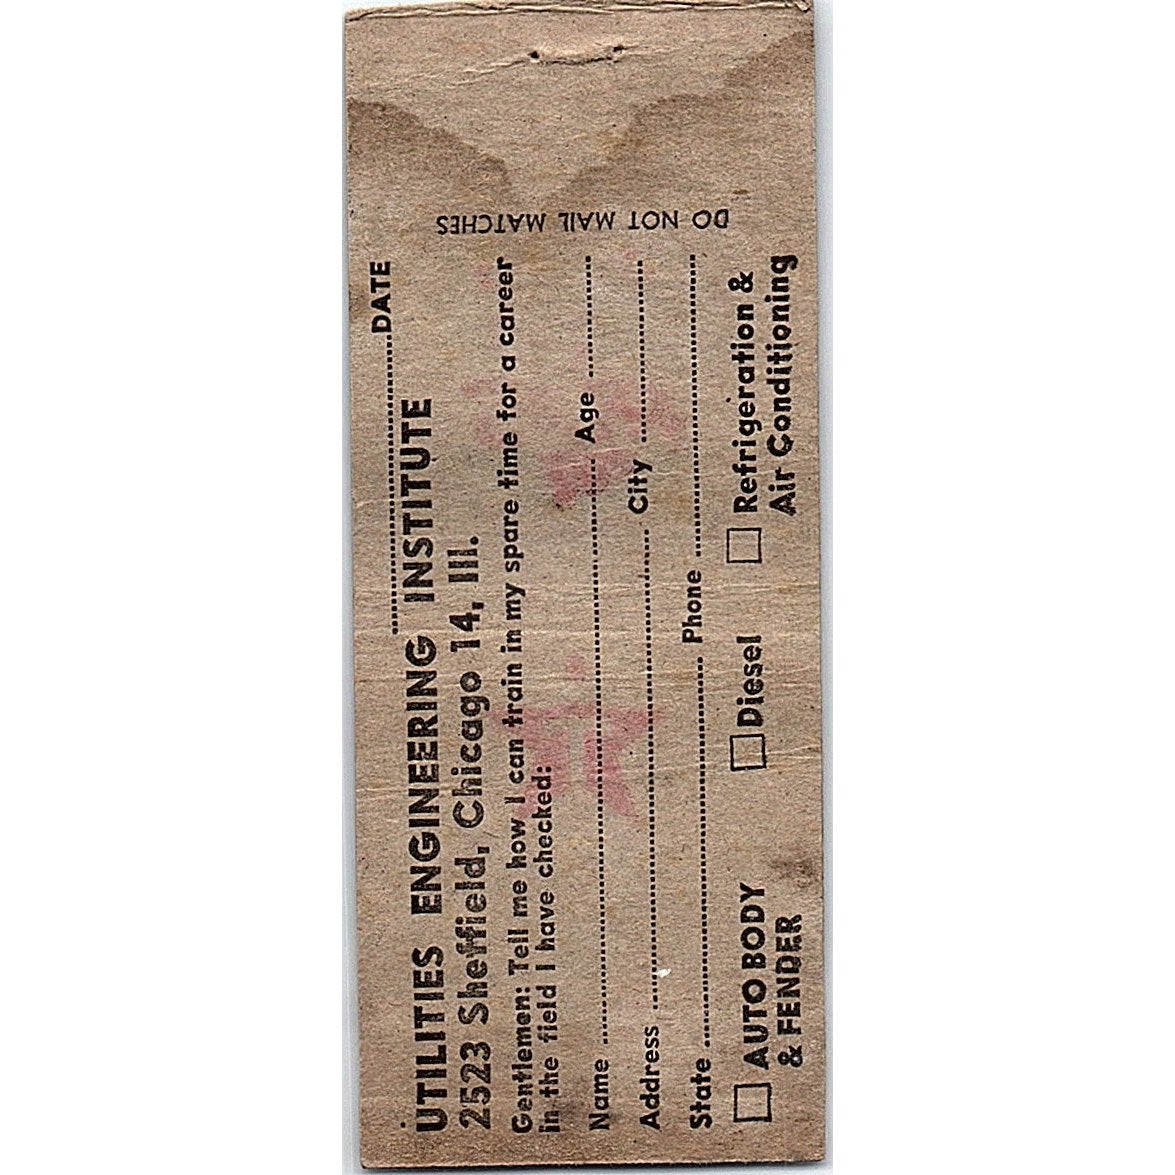 DO NOT MAIL MATCHES
....................DATE
UTILITIES ENGINEERING INSTITUTE
2523 Sheffield, Chicago 14, Ill.
Gentlemen: Tell me how I can train in my spare time for a career
in the field I have checked:
Name .................... Age ..........
Address .................... City ..........
State .................... Phone ..........
☐ AUTO BODY & FENDER ☐ Diesel ☐ Refrigeration & Air Conditioning